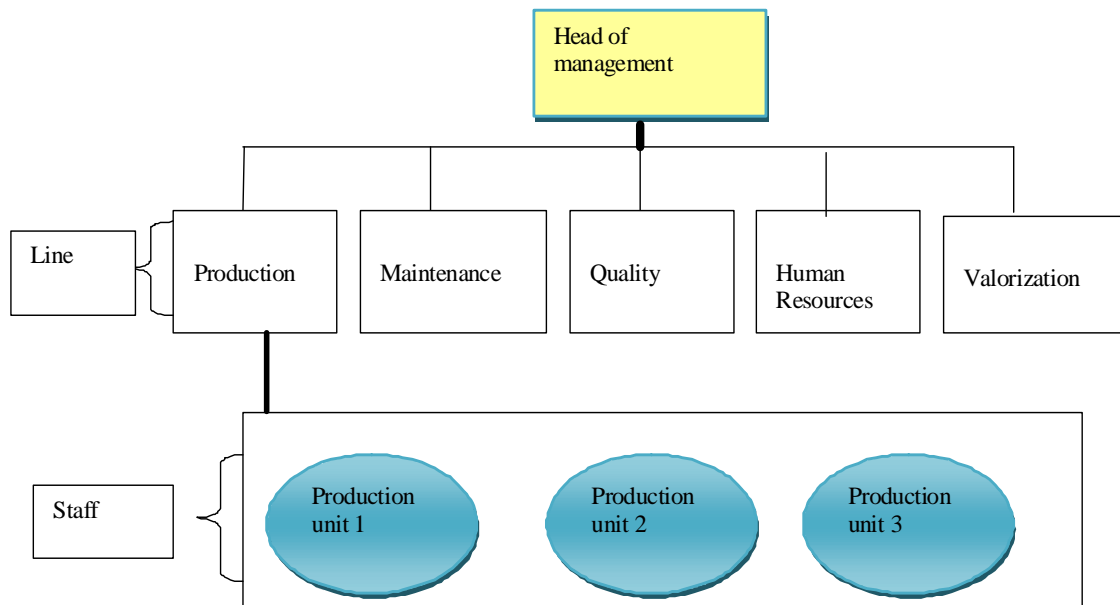 Head of
management
Line
Production
Maintenance
Quality
Human
Resources
Valorization
Staff
Production
unit 1
Production
unit 2
Production
unit 3